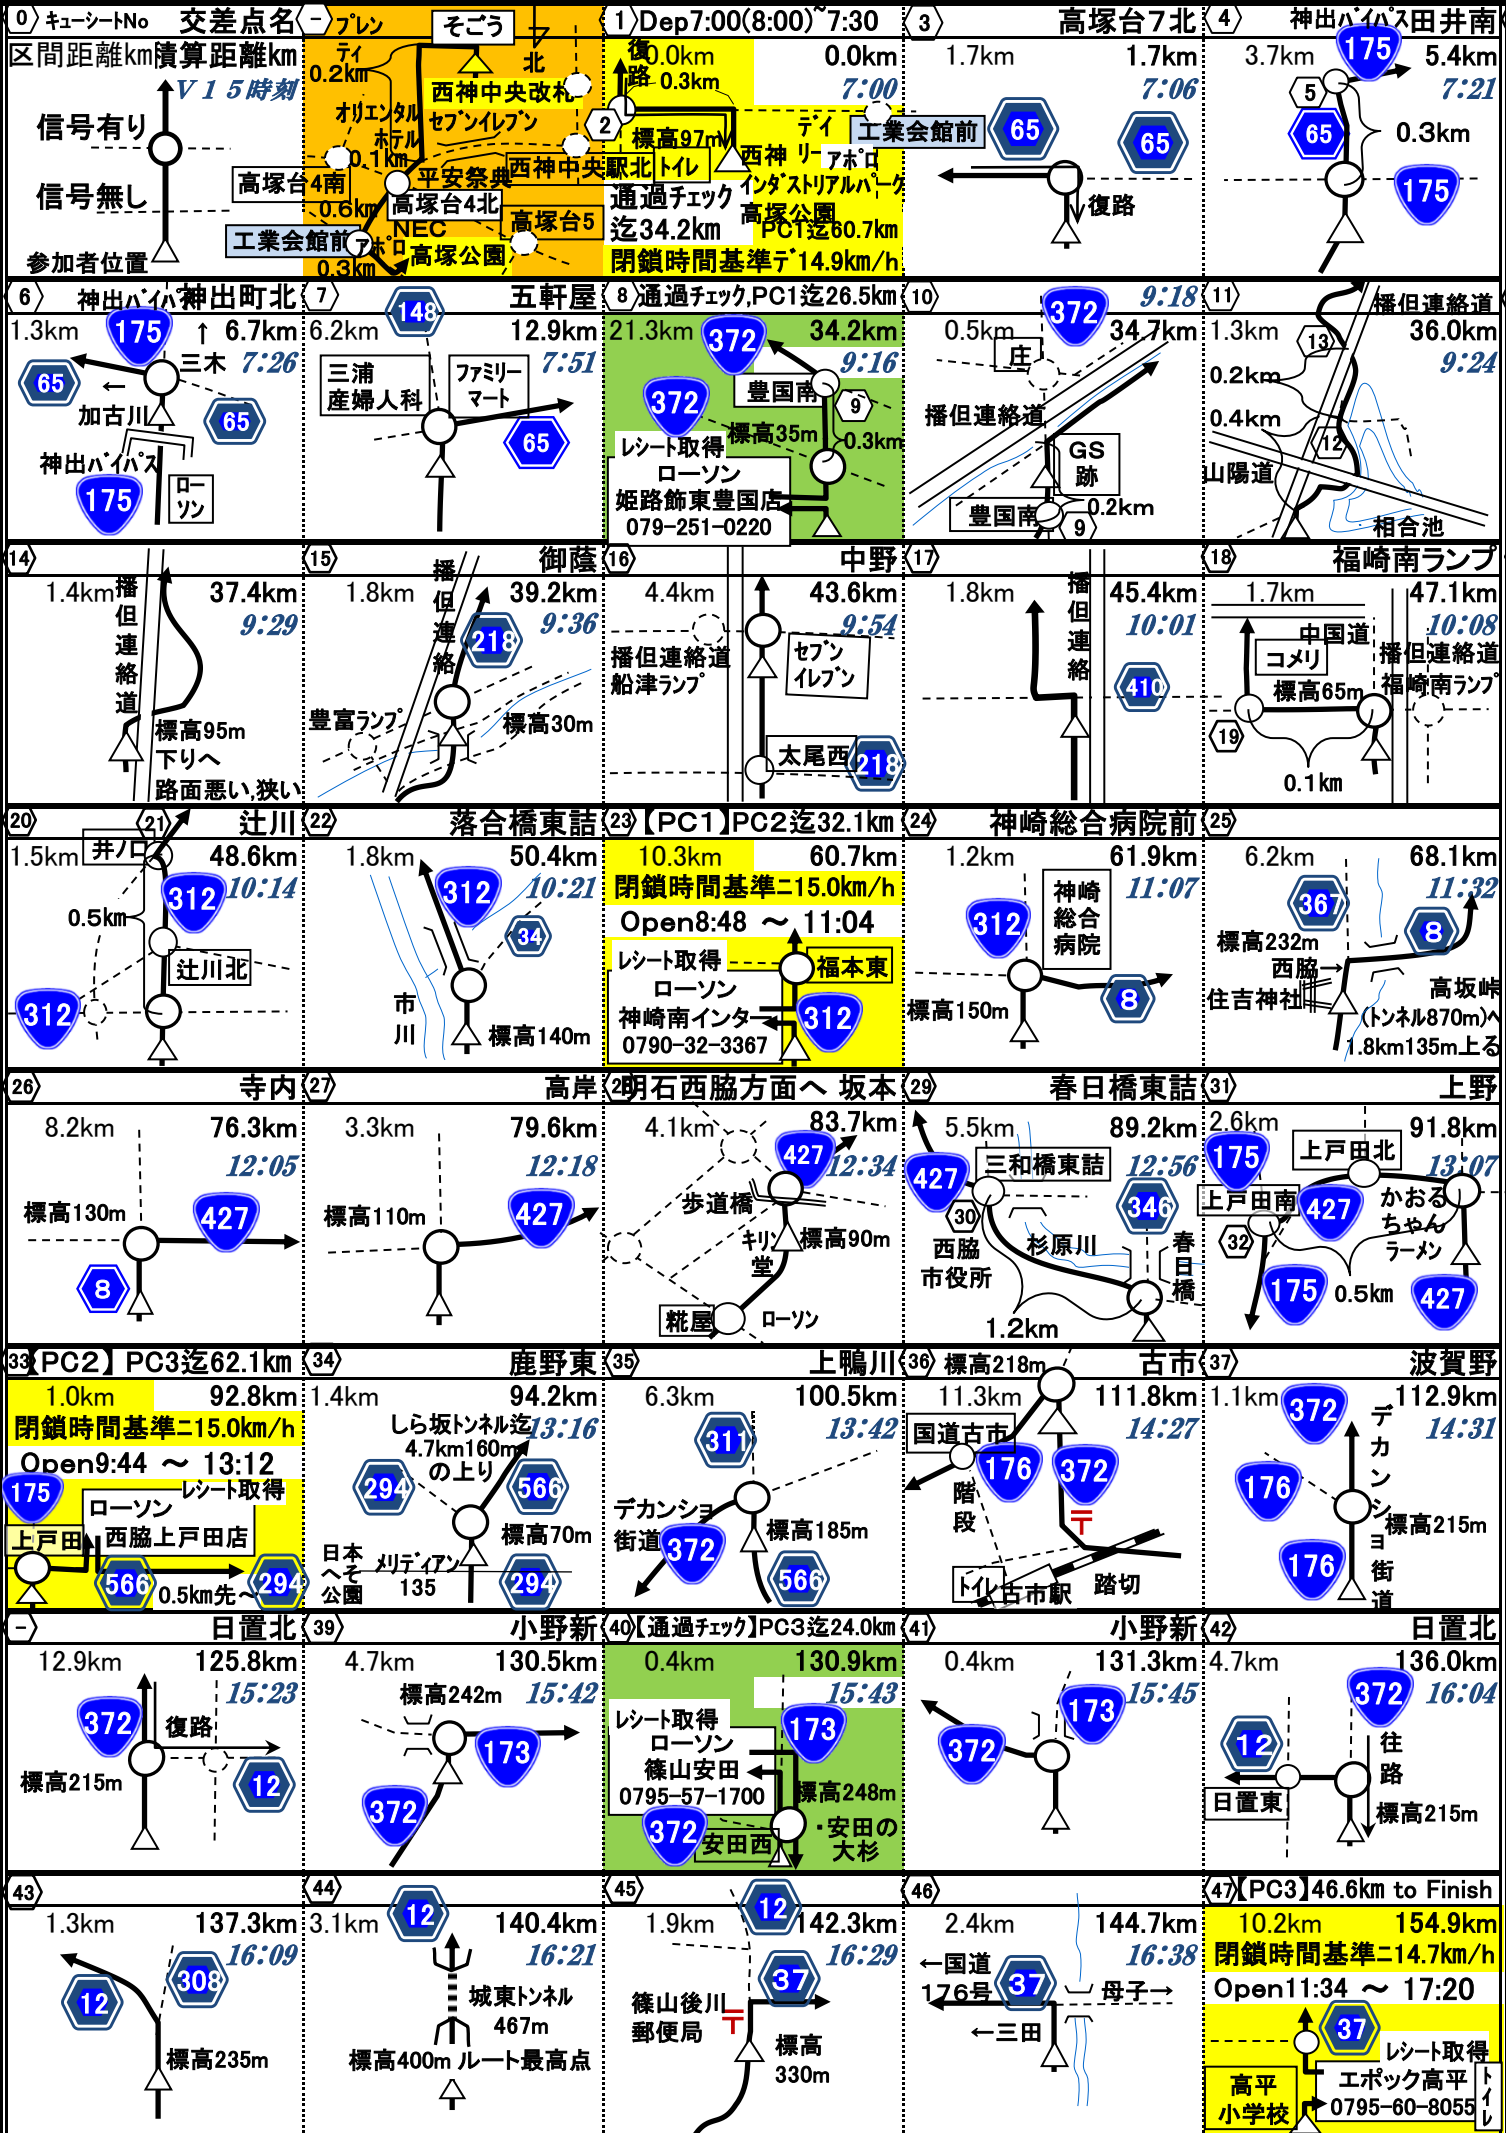 0 キューシートNo 交差点名
区間距離km 積算距離km
V15時刻
信号有り
信号無し
参加者位置
-
プレン
ティ
そごう
北
0.2km
西神中央改札
オリエンタル
ホテル
セブンイレブン
0.1km
平安祭典
西神中央駅北 トイレ
高塚台4南
高塚台4北
0.6km
NEC
高塚台5
工業会館前
アポロ
高塚公園
0.3km
1 Dep7:00(8:00)~7:30
0.0km 0.0km
復路
0.3km
7:00
2
標高97m
デイリー
アポロ
工業会館前
西神
インダストリアルパーク
高塚公園
通過チェック
迄34.2km
PC1迄60.7km
閉鎖時間基準デ14.9km/h
3 高塚台7北
1.7km 1.7km
7:06
65
65
復路
4 神出バイパス田井南
3.7km 5.4km
175
7:21
5
65
0.3km
175
6 神出バイパス神出町北
1.3km 6.7km
175
↑
三木
7:26
65
←
加古川
65
神出バイパス
175
ローソン
7 五軒屋
148
6.2km 12.9km
7:51
三浦
産婦人科
ファミリー
マート
65
8 通過チェック,PC1迄26.5km
21.3km 34.2km
372
9:16
豊国南
372
9
標高35m
0.3km
レシート取得
ローソン
姫路飾東豊国店
079-251-0220
10
9:18
372
0.5km 34.7km
庄
播但連絡道
GS
跡
豊国南
9
0.2km
11
播但連絡道
1.3km 36.0km
9:24
13
0.2km
0.4km
12
山陽道
相合池
14
1.4km 37.4km
9:29
播但連絡道
標高95m
下りへ
路面悪い,狭い
15 御蔭
1.8km 39.2km
9:36
播但連絡
218
豊富ランプ
標高30m
16 中野
4.4km 43.6km
9:54
播但連絡道
船津ランプ
セブン
イレブン
太尾西
218
17
1.8km 45.4km
10:01
播但連絡
410
18 福崎南ランプ
1.7km 47.1km
10:08
中国道
コメリ
播但連絡道
福崎南ランプ
標高65m
19
0.1km
20 辻川
21
井ノ口
1.5km 48.6km
10:14
312
0.5km
辻川北
312
22 落合橋東詰
1.8km 50.4km
10:21
312
34
市川
標高140m
23【PC1】PC2迄32.1km
10.3km 60.7km
閉鎖時間基準ニ15.0km/h
Open8:48 ～ 11:04
レシート取得
福本東
ローソン
神崎南インター
0790-32-3367
312
24 神崎総合病院前
1.2km 61.9km
11:07
312
神崎
総合
病院
8
標高150m
25
6.2km 68.1km
11:32
367
8
標高232m
西脇→
住吉神社
高坂峠
(トンネル870m)へ
1.8km135m上る
26 寺内
8.2km 76.3km
12:05
標高130m
427
8
27 高岸
3.3km 79.6km
12:18
標高110m
427
明石西脇方面へ 坂本
4.1km 83.7km
12:34
427
歩道橋
キリン堂
標高90m
糀屋
ローソン
29 春日橋東詰
5.5km 89.2km
12:56
427
三和橋東詰
346
30
西脇
市役所
杉原川
春日橋
1.2km
31 上野
2.6km 91.8km
13:07
175
上戸田北
上戸田南
427
かおる
ちゃん
ラーメン
32
175
0.5km
427
33【PC2】PC3迄62.1km
1.0km 92.8km
閉鎖時間基準ニ15.0km/h
Open9:44 ～ 13:12
175
レシート取得
ローソン
西脇上戸田店
上戸田
566
0.5km先～
294
34 鹿野東
1.4km 94.2km
13:16
しら坂トンネル迄
4.7km160m
の上り
294
566
標高70m
日本
へそ
公園
メリディアン
135
294
35 上鴨川
6.3km 100.5km
13:42
311
デカンショ
街道
372
標高185m
566
36 標高218m 古市
11.3km 111.8km
14:27
国道古市
176
372
階段
〒
トイレ
古市駅
踏切
37 波賀野
1.1km 112.9km
14:31
372
デカンショ街道
176
標高215m
176
- 日置北
12.9km 125.8km
15:23
372
復路
標高215m
12
39 小野新
4.7km 130.5km
15:42
標高242m
173
372
40【通過チェック】PC3迄24.0km
0.4km 130.9km
15:43
レシート取得
ローソン
篠山安田
0795-57-1700
173
標高248m
372
安田西
・安田の
大杉
41 小野新
0.4km 131.3km
15:45
173
372
42 日置北
4.7km 136.0km
16:04
372
12
往路
日置東
標高215m
43
1.3km 137.3km
16:09
308
12
標高235m
44
3.1km 140.4km
12
16:21
城東トンネル
467m
標高400m ルート最高点
45
12
1.9km 142.3km
16:29
37
篠山後川
郵便局
〒
標高
330m
46
2.4km 144.7km
16:38
←国道
176号
37
母子→
←三田
47【PC3】46.6km to Finish
10.2km 154.9km
閉鎖時間基準ニ14.7km/h
Open11:34 ～ 17:20
37
レシート取得
高平
小学校
エポック高平
0795-60-8055
トイレ